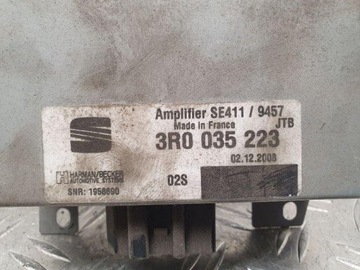 Amplifier SE411 / 9457
Made in France JTB
3R0 035 223
02.12.2008
HARMAN/BECKER
AUTOMOTIVE SYSTEMS
02S
SNR: 1958690